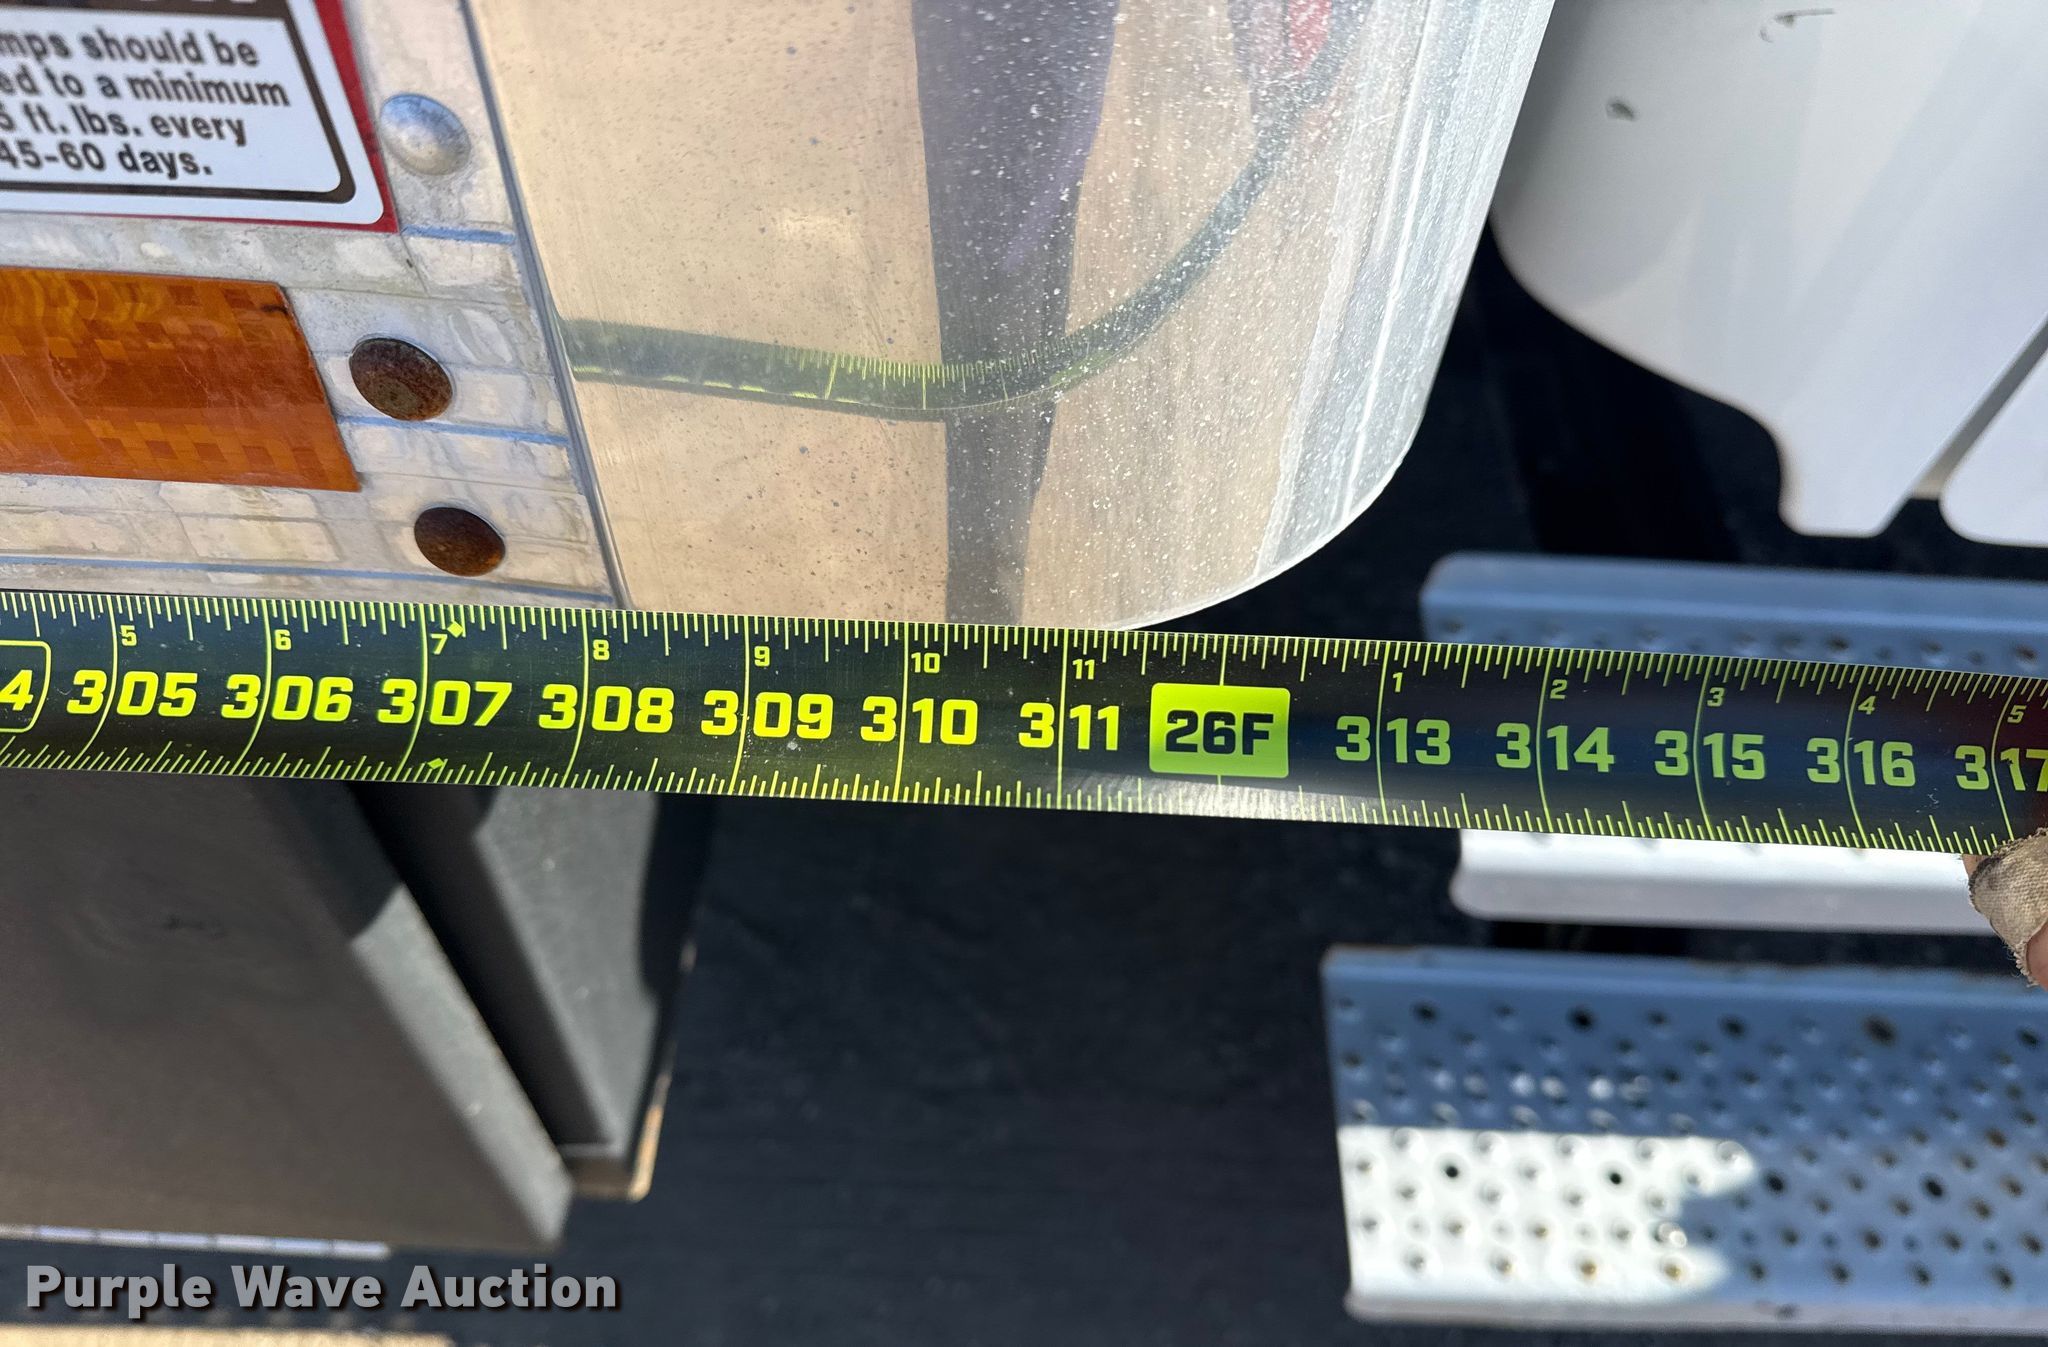 mps should be
ed to a minimum
5 ft. lbs. every
45-60 days.
5 6 7 8 9 10 11 1 2 3 4 5
4 305 306 307 308 309 310 311 26F 313 314 315 316 317
Purple Wave Auction